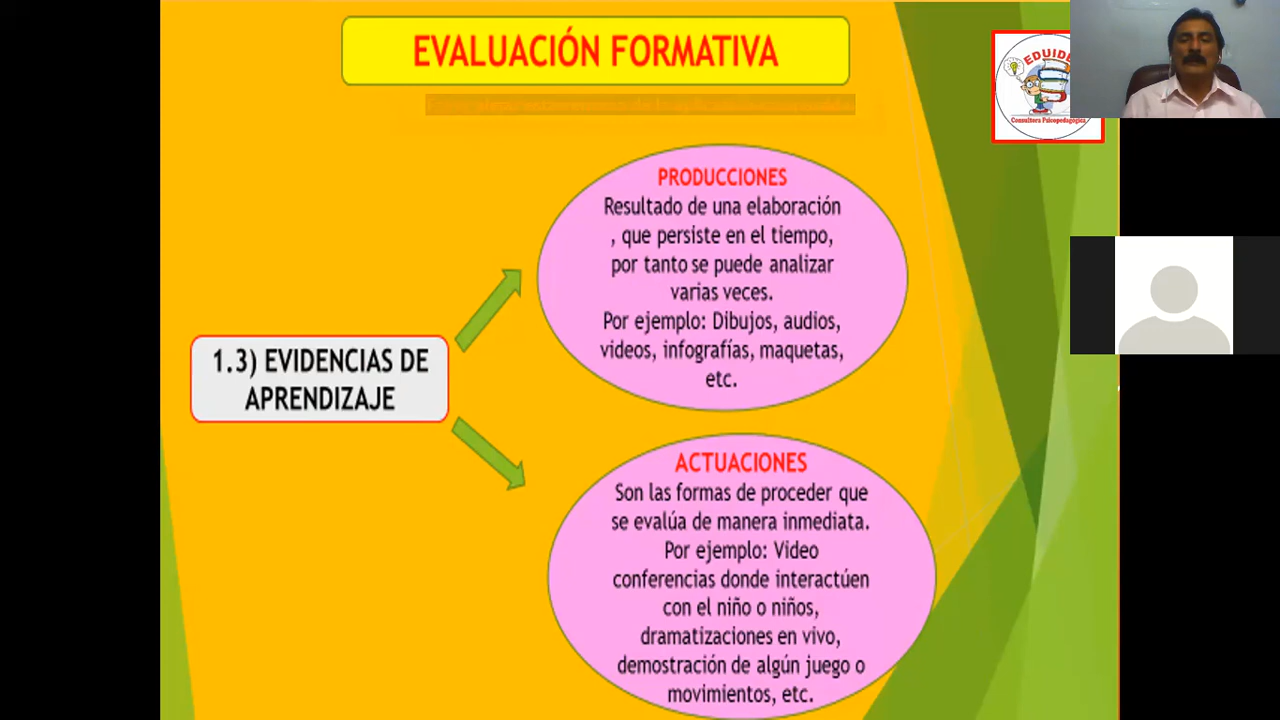 EVALUACIÓN FORMATIVA
EDUIDE
Consultora Psicopedagógica
PRODUCCIONES
Resultado de una elaboración
, que persiste en el tiempo,
por tanto se puede analizar
varias veces.
Por ejemplo: Dibujos, audios,
videos, infografías, maquetas,
etc.
1.3) EVIDENCIAS DE
APRENDIZAJE
ACTUACIONES
Son las formas de proceder que
se evalúa de manera inmediata.
Por ejemplo: Video
conferencias donde interactúen
con el niño o niños,
dramatizaciones en vivo,
demostración de algún juego o
movimientos, etc.